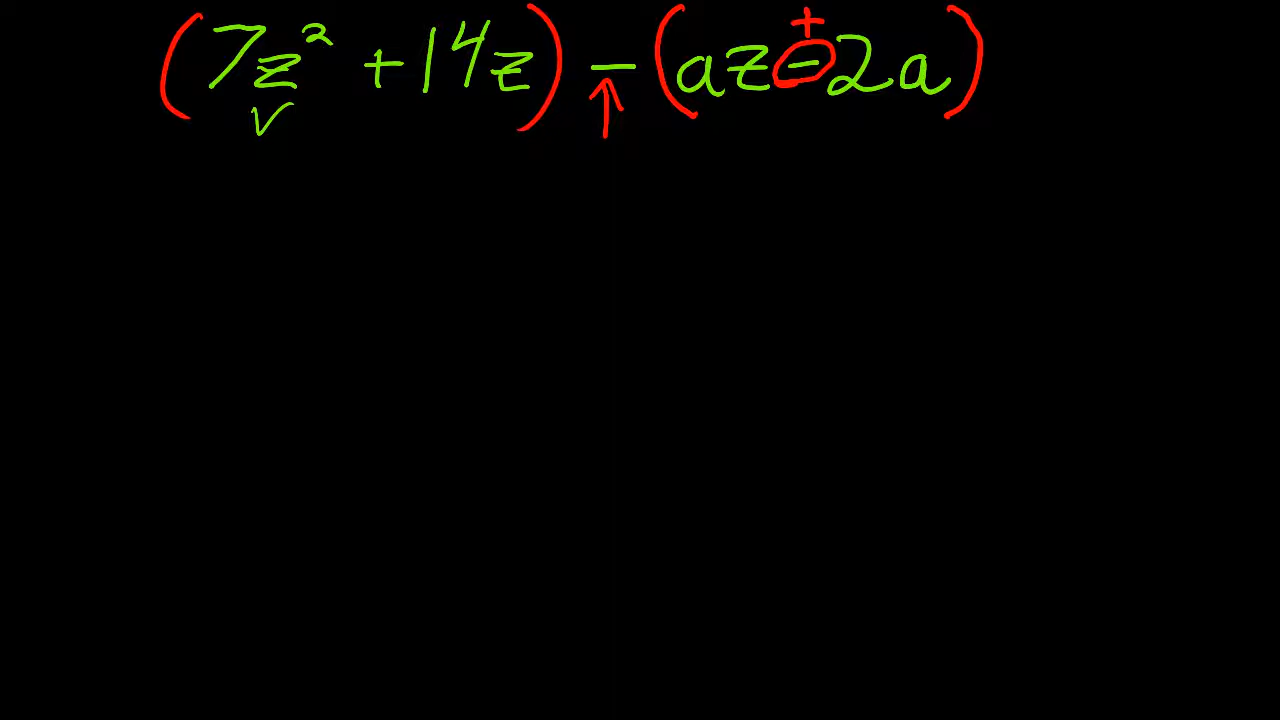 +
(7z² + 14z) − (az − 2a)